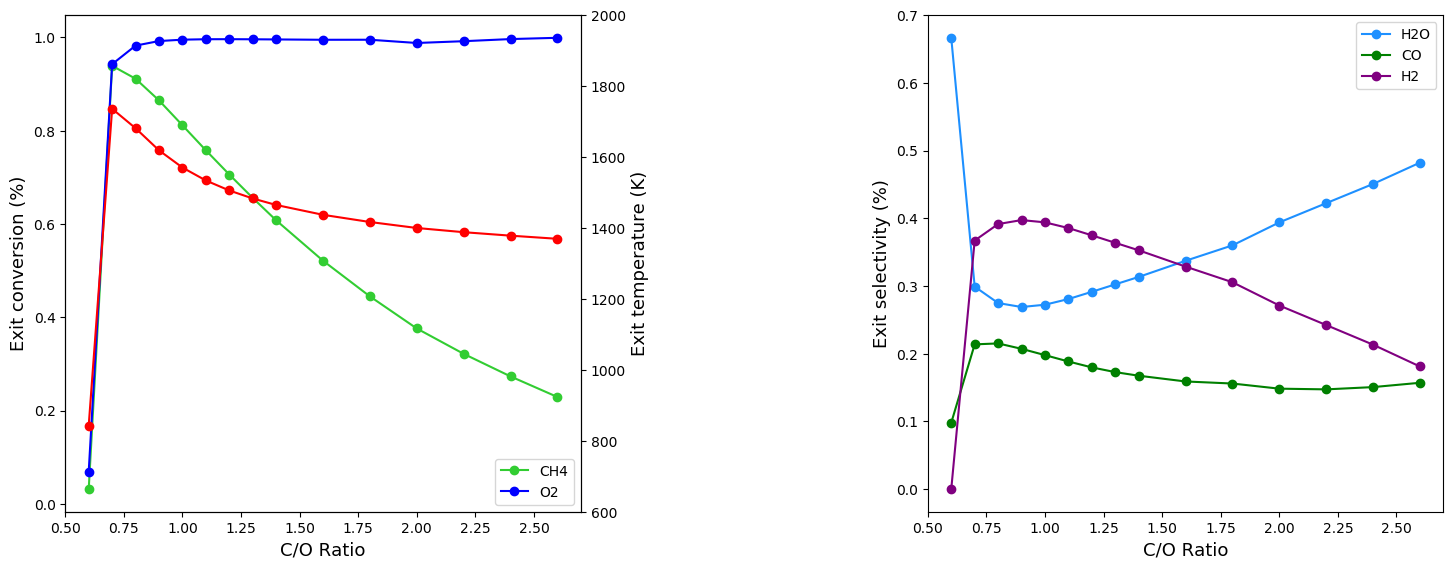 1.0
0.8
0.6
0.4
0.2
0.0
Exit conversion (%)
0.50 0.75 1.00 1.25 1.50 1.75 2.00 2.25 2.50
C/O Ratio
2000
1800
1600
1400
1200
1000
800
600
Exit temperature (K)
CH4
O2
0.7
0.6
0.5
0.4
0.3
0.2
0.1
0.0
Exit selectivity (%)
0.50 0.75 1.00 1.25 1.50 1.75 2.00 2.25 2.50
C/O Ratio
H2O
CO
H2